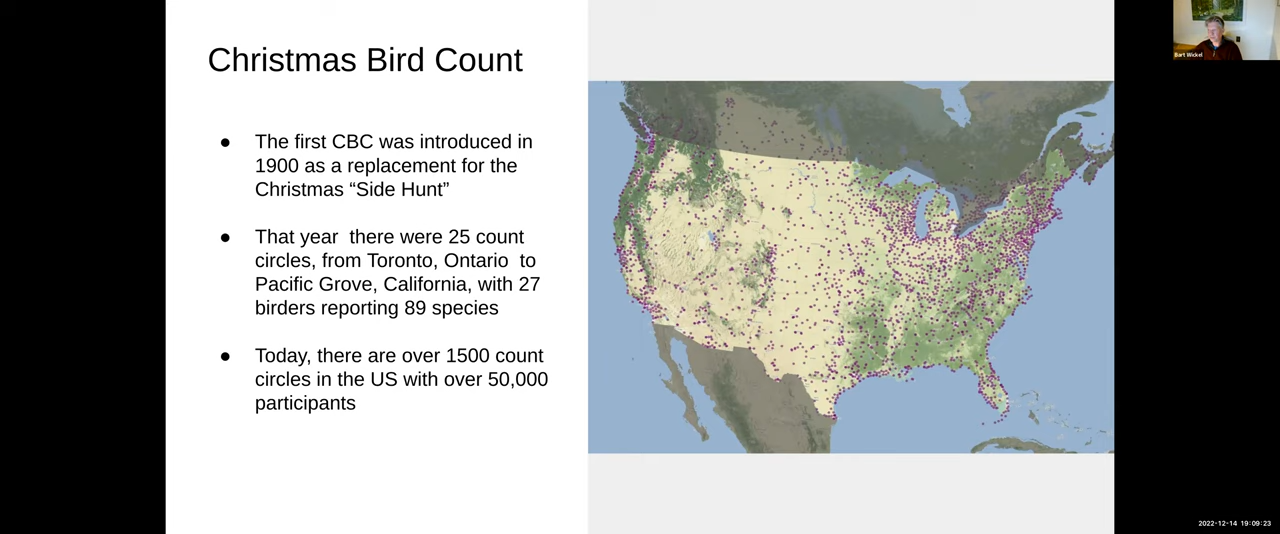 Christmas Bird Count
● The first CBC was introduced in
1900 as a replacement for the
Christmas “Side Hunt”
● That year there were 25 count
circles, from Toronto, Ontario to
Pacific Grove, California, with 27
birders reporting 89 species
● Today, there are over 1500 count
circles in the US with over 50,000
participants
Bart Wickel
2022-12-14 19:09:23